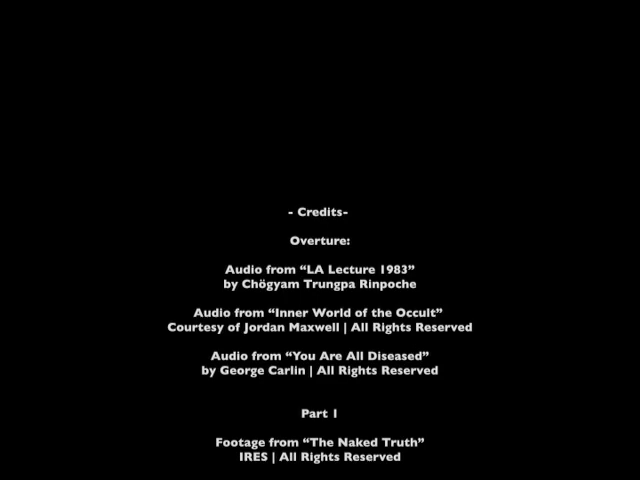 - Credits-
Overture:
Audio from “LA Lecture 1983”
by Chögyam Trungpa Rinpoche
Audio from “Inner World of the Occult”
Courtesy of Jordan Maxwell | All Rights Reserved
Audio from “You Are All Diseased”
by George Carlin | All Rights Reserved
Part 1
Footage from “The Naked Truth”
IRES | All Rights Reserved